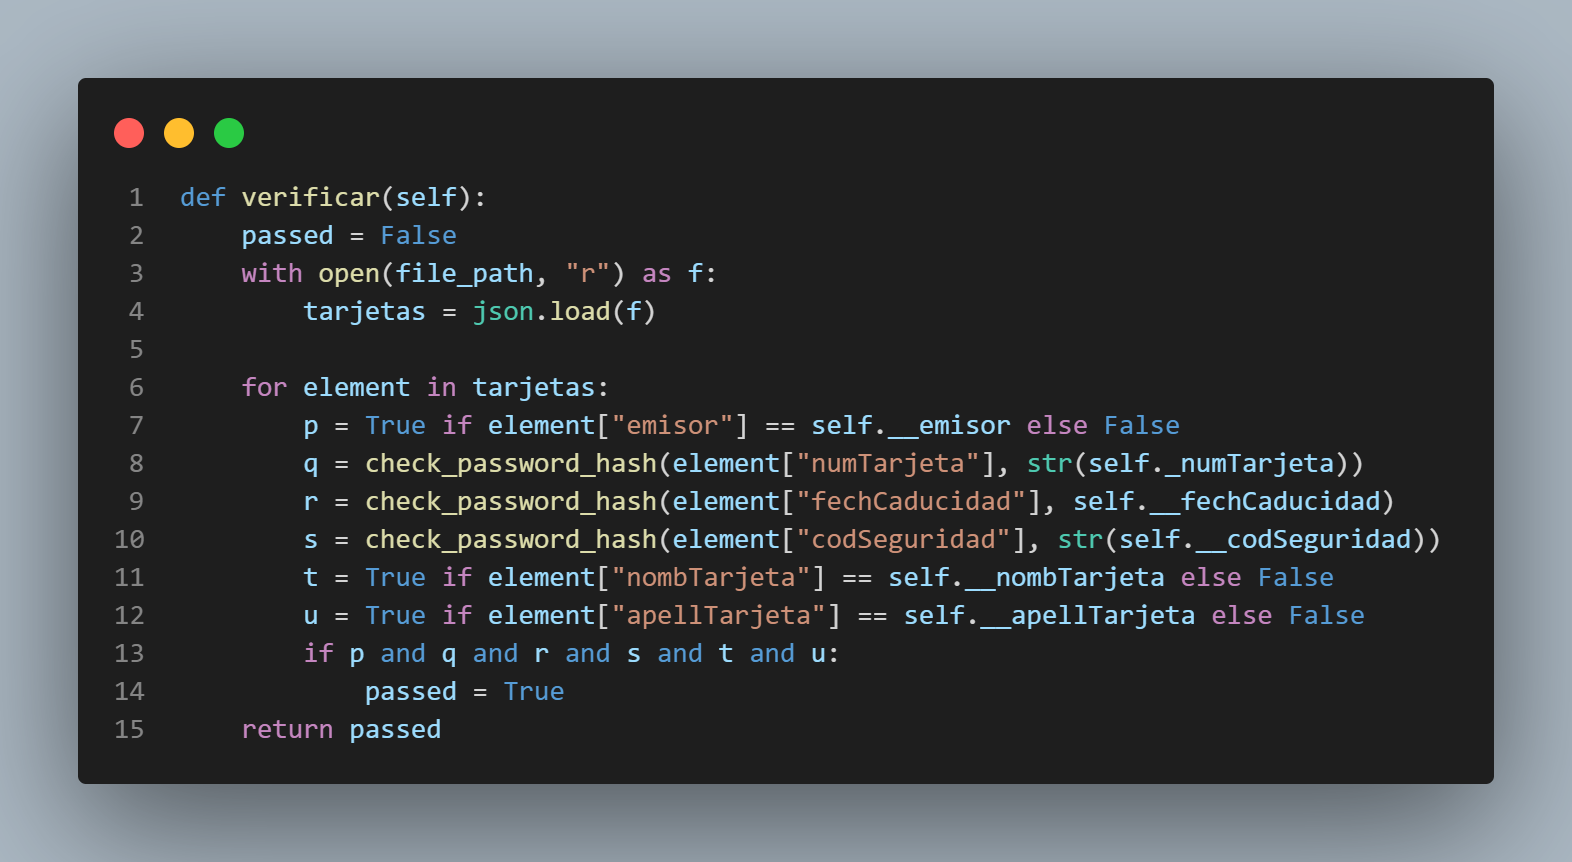 1 def verificar(self):
2     passed = False
3     with open(file_path, "r") as f:
4         tarjetas = json.load(f)
5
6     for element in tarjetas:
7         p = True if element["emisor"] == self.__emisor else False
8         q = check_password_hash(element["numTarjeta"], str(self._numTarjeta))
9         r = check_password_hash(element["fechCaducidad"], self.__fechCaducidad)
10         s = check_password_hash(element["codSeguridad"], str(self.__codSeguridad))
11         t = True if element["nombTarjeta"] == self.__nombTarjeta else False
12         u = True if element["apellTarjeta"] == self.__apellTarjeta else False
13         if p and q and r and s and t and u:
14             passed = True
15     return passed